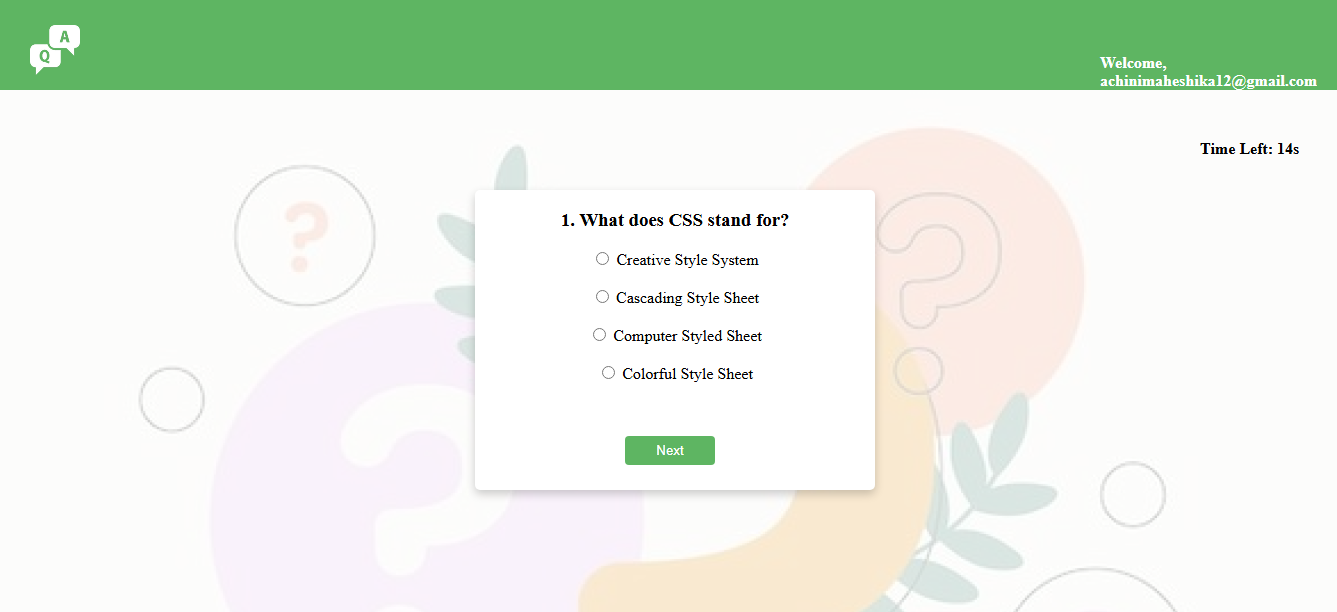 A
Q
Welcome,
achinimaheshika12@gmail.com
Time Left: 14s
1. What does CSS stand for?
Creative Style System
Cascading Style Sheet
Computer Styled Sheet
Colorful Style Sheet
Next